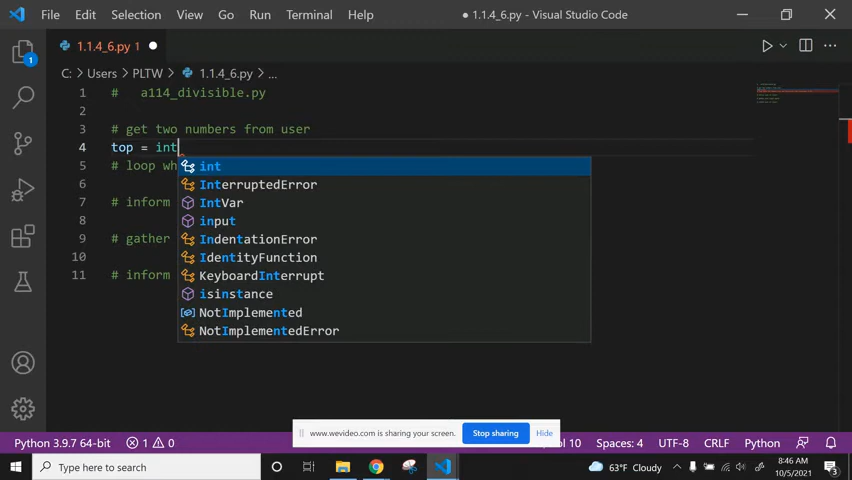 File Edit Selection View Go Run Terminal Help
● 1.1.4_6.py - Visual Studio Code
1.1.4_6.py 1 ●
C: > Users > PLTW > 1.1.4_6.py > ...
1 # a114_divisible.py
2
3 # get two numbers from user
4 top = int
5 # loop wh
6
7 # inform
8
9 # gather
10
11 # inform
int
InterruptedError
IntVar
input
IndentationError
IdentityFunction
KeyboardInterrupt
isinstance
NotImplemented
NotImplementedError
1
www.wevideo.com is sharing your screen. Stop sharing Hide
Python 3.9.7 64-bit 1 0 ol 10 Spaces: 4 UTF-8 CRLF Python
Type here to search
63°F Cloudy
8:46 AM
10/5/2021